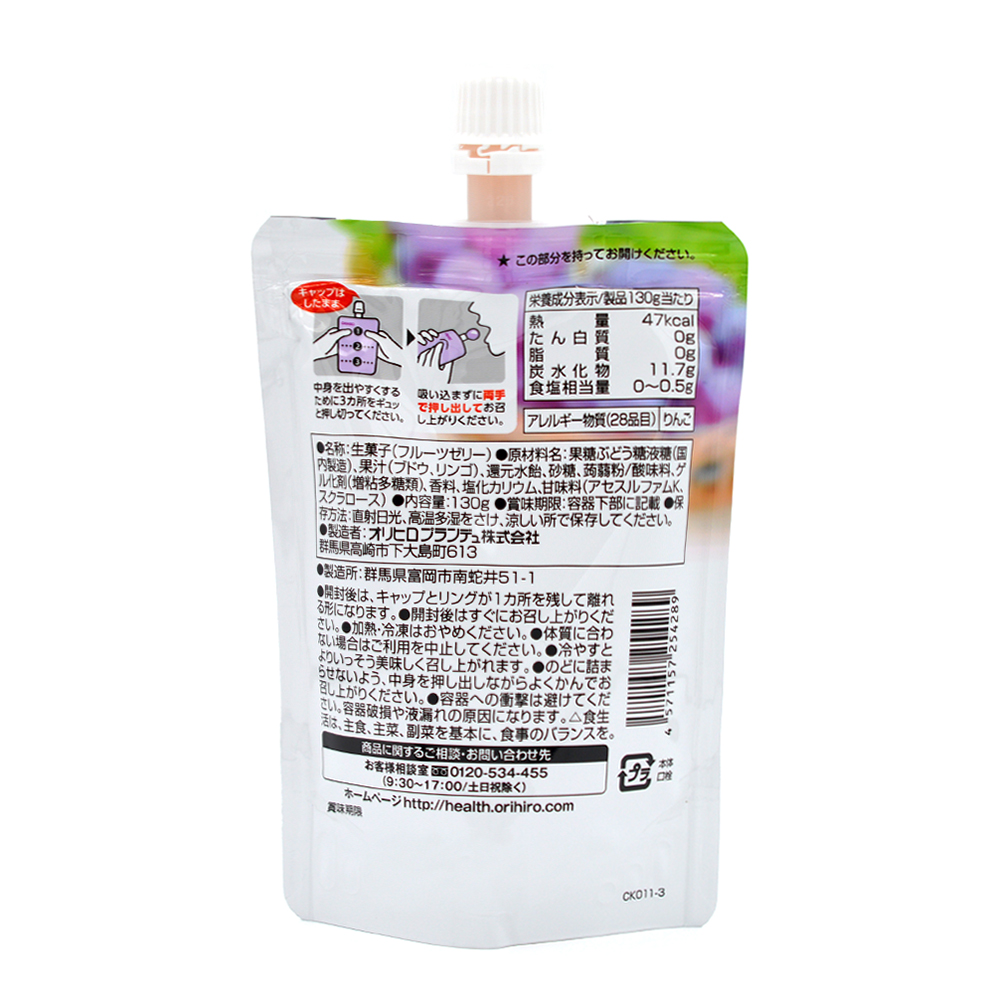 ★ この部分を持ってお開けください。
キャップは
したまま
1
2
3
中身を出やすくする
ために3カ所をギュッ
と押し切ってください。
吸い込まずに両手
で押し出してお召
し上がりください。
栄養成分表示/製品130g当たり
熱量 47kcal
たん白質 0g
脂質 0g
炭水化物 11.7g
食塩相当量 0〜0.5g
アレルギー物質(28品目) りんご
●名称:生菓子(フルーツゼリー) ●原材料名:果糖ぶどう糖液糖(国
内製造)、果汁(ブドウ、リンゴ)、還元水飴、砂糖、蒟蒻粉/酸味料、ゲ
ル化剤(増粘多糖類)、香料、塩化カリウム、甘味料(アセスルファムK、
スクラロース) ●内容量:130g ●賞味期限:容器下部に記載 ●保
存方法:直射日光、高温多湿をさけ、涼しい所で保存してください。
●製造者:オリヒロプランデュ株式会社
群馬県高崎市下大島町613
●製造所:群馬県富岡市南蛇井51-1
●開封後は、キャップとリングが1カ所を残して離れ
る形になります。●開封後はすぐにお召し上がりくだ
さい。●加熱・冷凍はおやめください。●体質に合わ
ない場合はご利用を中止してください。●冷やすと
よりいっそう美味しく召し上がれます。●のどに詰ま
らせないよう、中身を押し出しながらよくかんでお
召し上がりください。●容器への衝撃は避けてくだ
さい。容器破損や液漏れの原因になります。△食生
活は、主食、主菜、副菜を基本に、食事のバランスを。
商品に関するご相談・お問い合わせ先
お客様相談室 0120-534-455
(9:30〜17:00/土日祝除く)
ホームページhttp://health.orihiro.com
賞味期限
4 571157 254289
プラ
本体
口栓
CK011-3